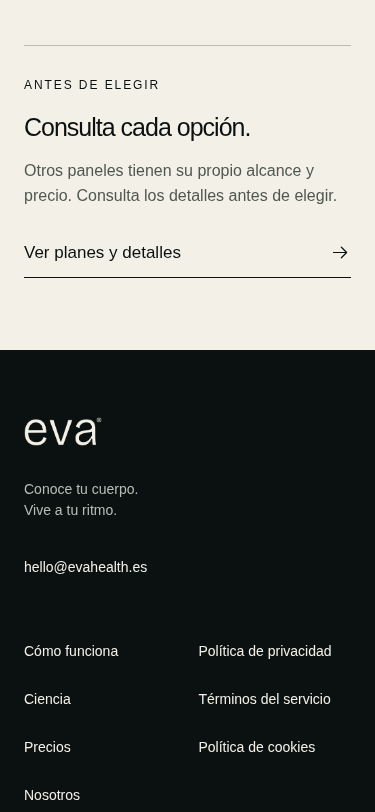 ANTES DE ELEGIR
Consulta cada opción.
Otros paneles tienen su propio alcance y
precio. Consulta los detalles antes de elegir.
Ver planes y detalles →
eva®
Conoce tu cuerpo.
Vive a tu ritmo.
hello@evahealth.es
Cómo funciona
Política de privacidad
Ciencia
Términos del servicio
Precios
Política de cookies
Nosotros